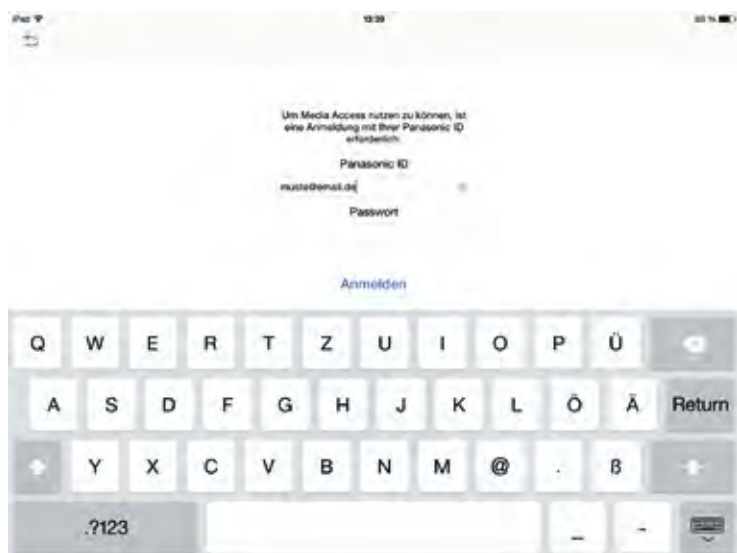 iPad
13:39
Um Media Access nutzen zu können, ist
eine Anmeldung mit Ihrer Panasonic ID
erforderlich.
Panasonic ID
muste@email.de
Passwort
Anmelden
Q W E R T Z U I O P Ü
A S D F G H J K L Ö Ä Return
Y X C V B N M @ . ß
.?123 _ -